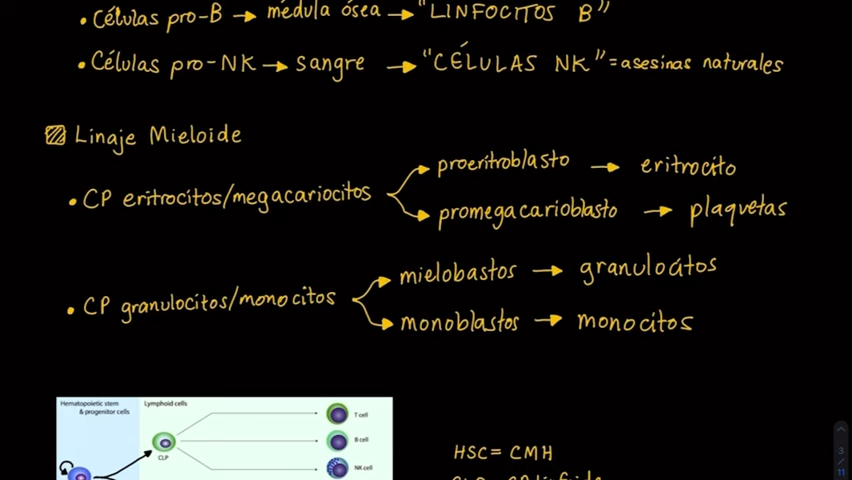 • Células pro-B → médula ósea → "LINFOCITOS B"
• Células pro-NK → sangre → "CÉLULAS NK" = asesinas naturales
Linaje Mieloide
• CP eritrocitos/megacariocitos
proeritroblasto → eritrocito
promegacarioblasto → plaquetas
• CP granulocitos/monocitos
mielobastos → granulocitos
monoblastos → monocitos
Hematopoietic stem & progenitor cells
Lymphoid cells
T cell
B cell
CLP
NK cell
HSC = CMH
3
/
11